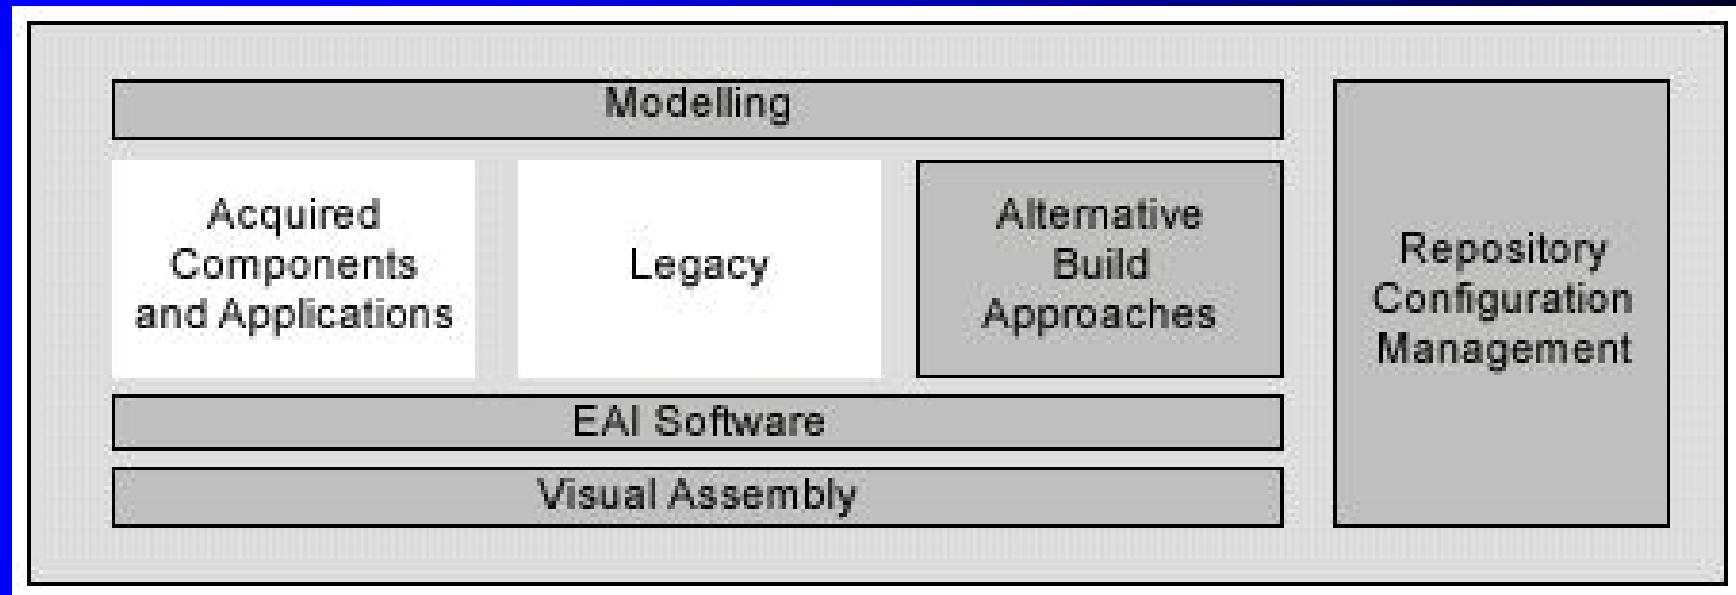 Modelling
Acquired
Components
and Applications
Legacy
Alternative
Build
Approaches
EAI Software
Visual Assembly
Repository
Configuration
Management